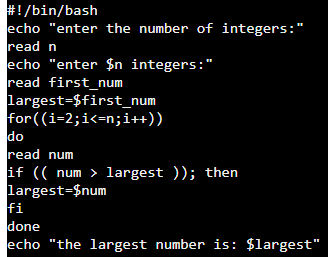 #!/bin/bash
echo "enter the number of integers:"
read n
echo "enter $n integers:"
read first_num
largest=$first_num
for((i=2;i<=n;i++))
do
read num
if (( num > largest )); then
largest=$num
fi
done
echo "the largest number is: $largest"